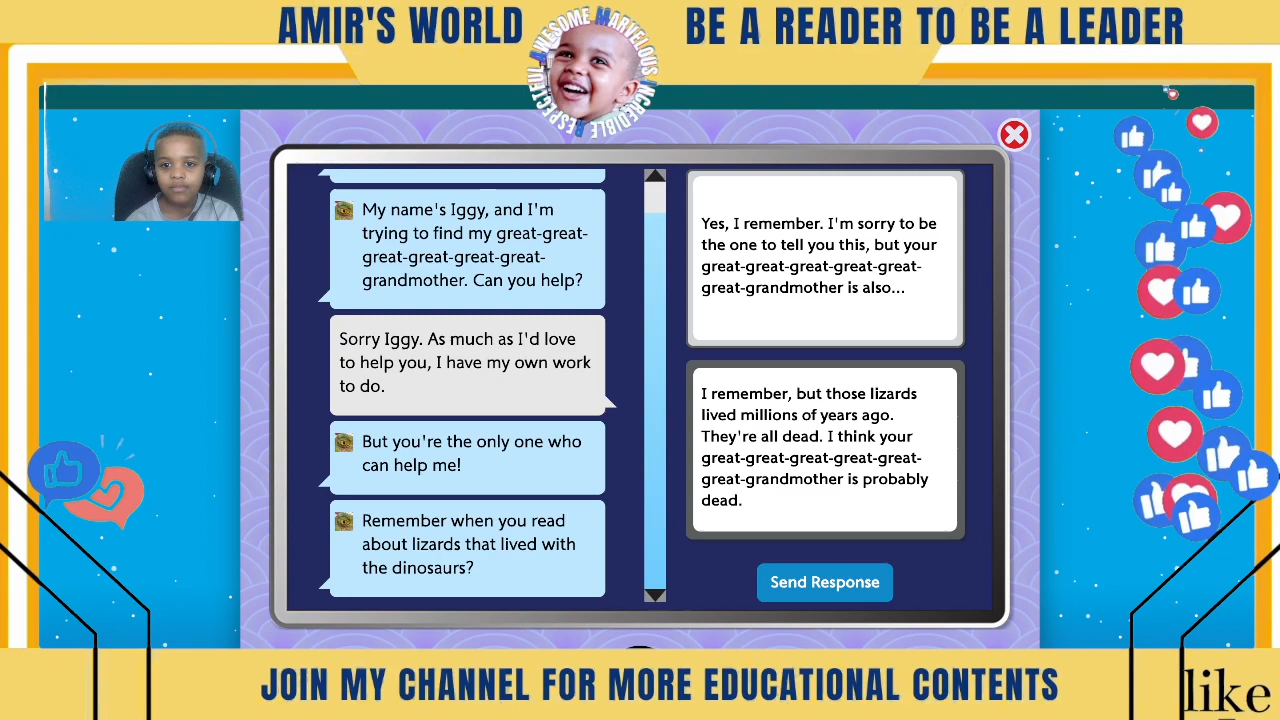 AMIR'S WORLD
BE A READER TO BE A LEADER
AWESOME MARVELOUS INCREDIBLE RESPECTFUL
My name's Iggy, and I'm
trying to find my great-great-
great-great-great-great-
grandmother. Can you help?
Sorry Iggy. As much as I'd love
to help you, I have my own work
to do.
But you're the only one who
can help me!
Remember when you read
about lizards that lived with
the dinosaurs?
Yes, I remember. I'm sorry to be
the one to tell you this, but your
great-great-great-great-great-
great-grandmother is also...
I remember, but those lizards
lived millions of years ago.
They're all dead. I think your
great-great-great-great-great-
great-grandmother is probably
dead.
Send Response
JOIN MY CHANNEL FOR MORE EDUCATIONAL CONTENTS
like